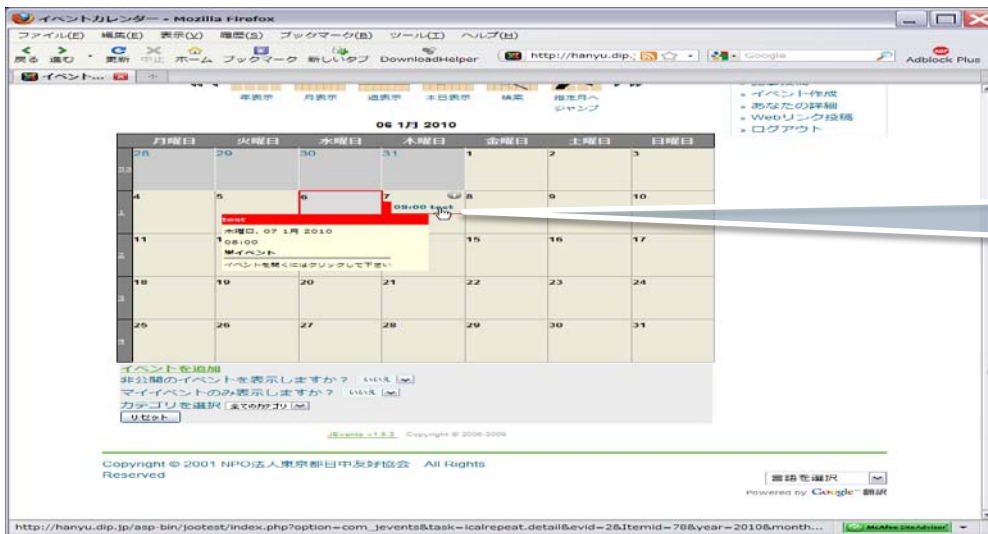 イベントカレンダー - Mozilla Firefox
ファイル(E) 編集(E) 表示(V) 履歴(S) ブックマーク(B) ツール(T) ヘルプ(H)
戻る 進む 更新 中止 ホーム ブックマーク 新しいタブ DownloadHelper http://hanyu.dip. Google Adblock Plus
イベント...
年表示 月表示 週表示 本日表示 検索 指定月へジャンプ
» イベント作成
» あなたの詳細
» Webリンク投稿
» ログアウト
06 1月 2010
月曜日 火曜日 水曜日 木曜日 金曜日 土曜日 日曜日
28 29 30 31 1 2 3
4 5 6 7 8 9 10
1
08:00 test
test
木曜日, 07 1月 2010
08:00
単イベント
イベントを開くにはクリックして下さい
11 15 16 17
2
18 19 20 21 22 23 24
3
25 26 27 28 29 30 31
4
イベントを追加
非公開のイベントを表示しますか? いいえ
マイイベントのみ表示しますか? いいえ
カテゴリを選択 全てのカテゴリ
リセット
JEvents v1.5.2 Copyright © 2006-2009
Copyright © 2001 NPO法人東京都日中友好協会 All Rights
Reserved
言語を選択
Powered by Google 翻訳
http://hanyu.dip.jp/asp-bin/jootest/index.php?option=com_jevents&task=icalrepeat.detail&evid=2&Itemid=78&year=2010&month... McAfee SiteAdvisor